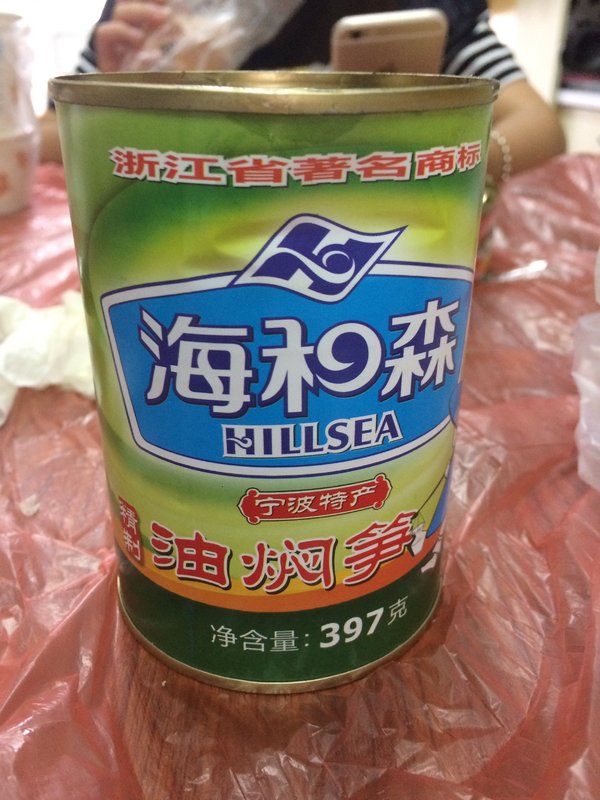 浙江省著名商标
海和森
HILLSEA
宁波特产
精制
油焖笋
净含量:397克